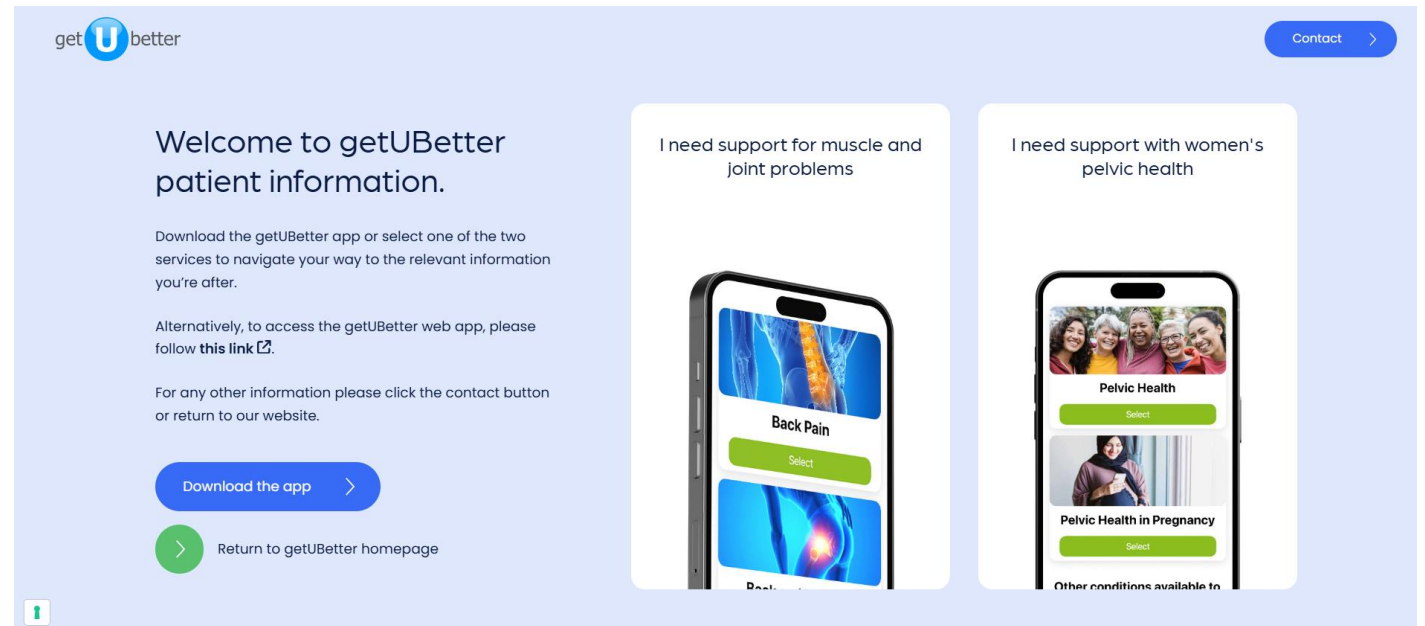 get U better
Contact
Welcome to getUBetter
patient information.
Download the getUBetter app or select one of the two
services to navigate your way to the relevant information
you're after.
Alternatively, to access the getUBetter web app, please
follow this link.
For any other information please click the contact button
or return to our website.
Download the app
Return to getUBetter homepage
I need support for muscle and
joint problems
Back Pain
Select
I need support with women's
pelvic health
Pelvic Health
Select
Pelvic Health in Pregnancy
Select
Other conditions available to